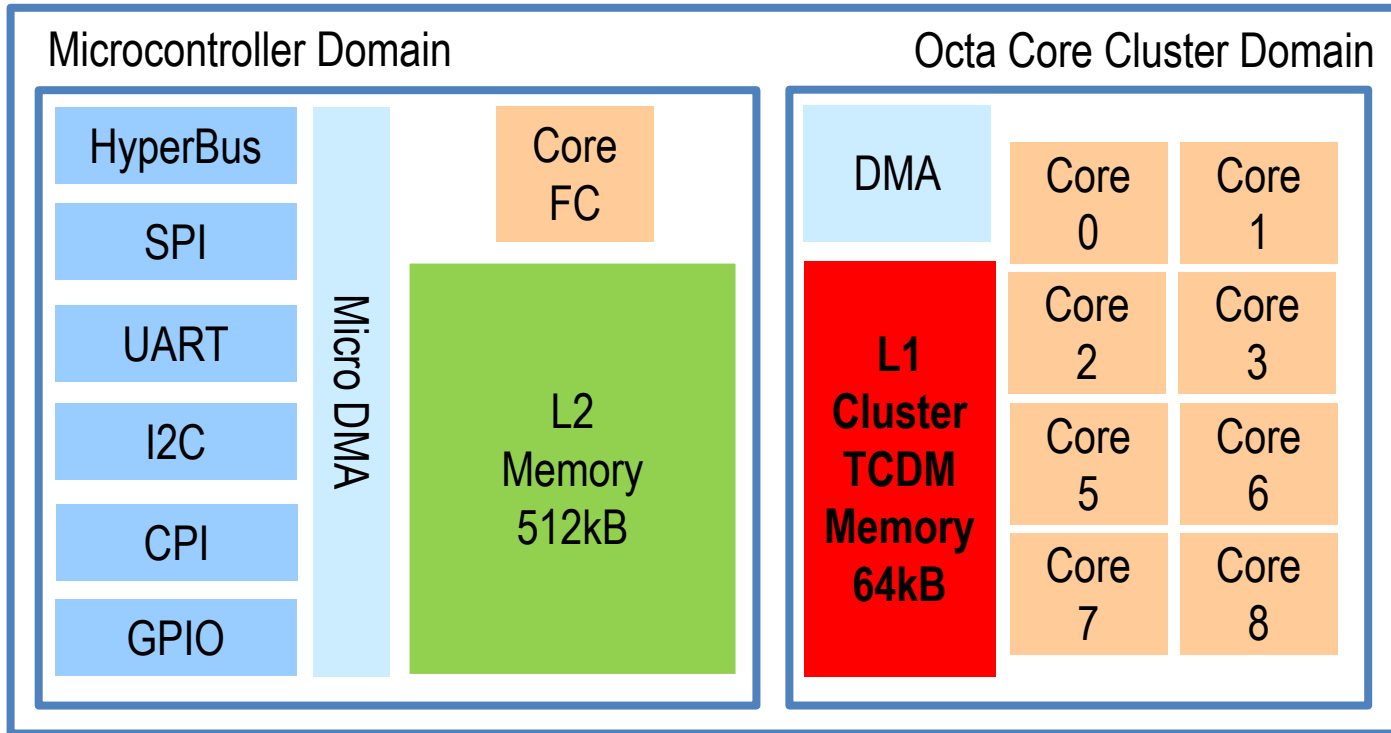 Microcontroller Domain
HyperBus
SPI
UART
I2C
CPI
GPIO
Micro DMA
Core
FC
L2
Memory
512kB
Octa Core Cluster Domain
DMA
L1
Cluster
TCDM
Memory
64kB
Core
0
Core
1
Core
2
Core
3
Core
5
Core
6
Core
7
Core
8